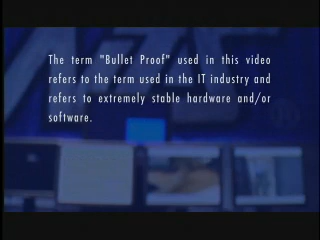 The term "Bullet Proof" used in this video
refers to the term used in the IT industry and
refers to extremely stable hardware and/or
software.